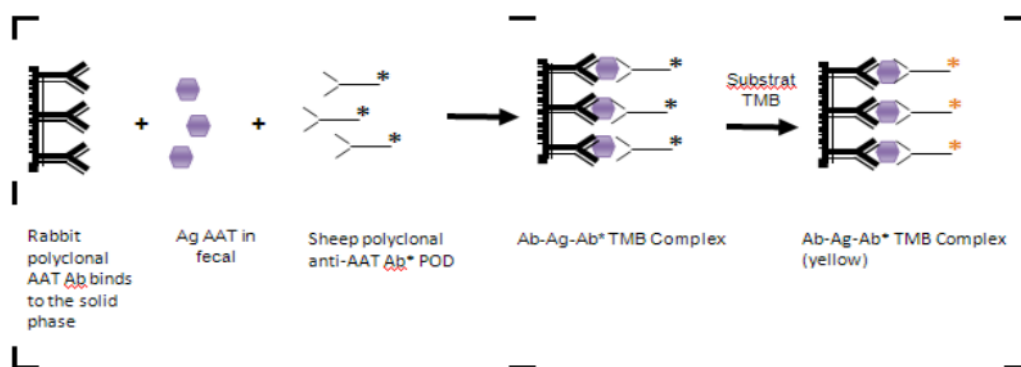 Substrat
TMB
+
+
* * *
* * *
* * *
Rabbit
polyclonal
AAT Ab binds
to the solid
phase
Ag AAT in
fecal
Sheep polyclonal
anti-AAT Ab* POD
Ab-Ag-Ab* TMB Complex
Ab-Ag-Ab* TMB Complex
(yellow)